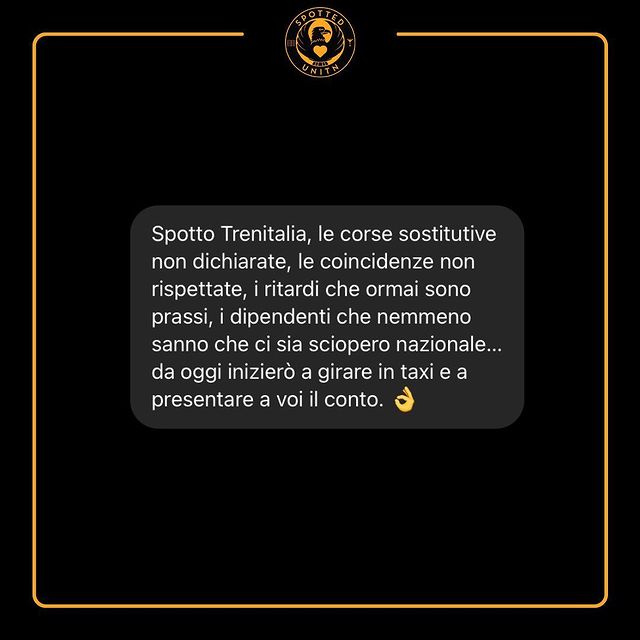 SPOTTED
UNITN
Spotto Trenitalia, le corse sostitutive
non dichiarate, le coincidenze non
rispettate, i ritardi che ormai sono
prassi, i dipendenti che nemmeno
sanno che ci sia sciopero nazionale...
da oggi inizierò a girare in taxi e a
presentare a voi il conto. 👌